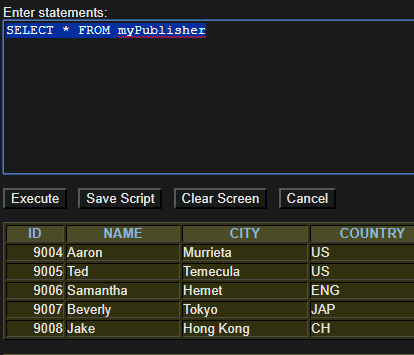 Enter statements:
SELECT * FROM myPublisher
Execute Save Script Clear Screen Cancel
ID NAME CITY COUNTRY
9004 Aaron Murrieta US
9005 Ted Temecula US
9006 Samantha Hemet ENG
9007 Beverly Tokyo JAP
9008 Jake Hong Kong CH